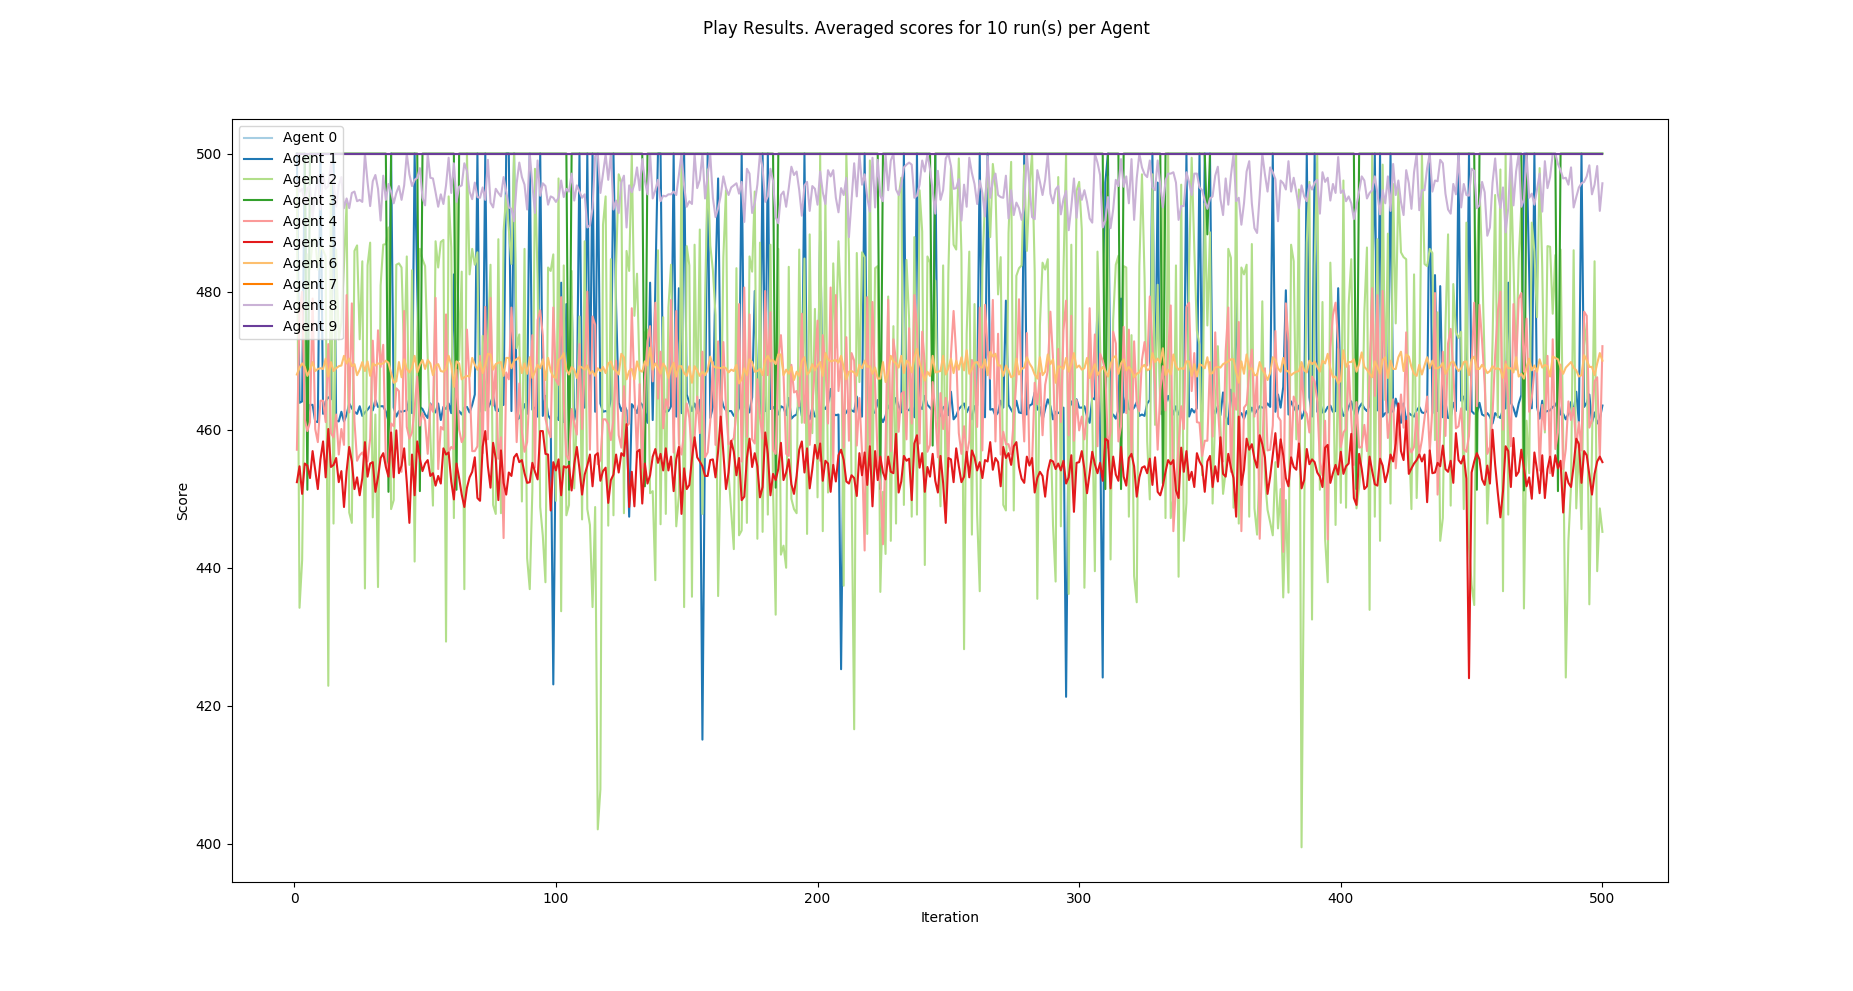 Play Results. Averaged scores for 10 run(s) per Agent
500
480
460
440
420
400
Score
Agent 0
Agent 1
Agent 2
Agent 3
Agent 4
Agent 5
Agent 6
Agent 7
Agent 8
Agent 9
0
100
200
300
400
500
Iteration